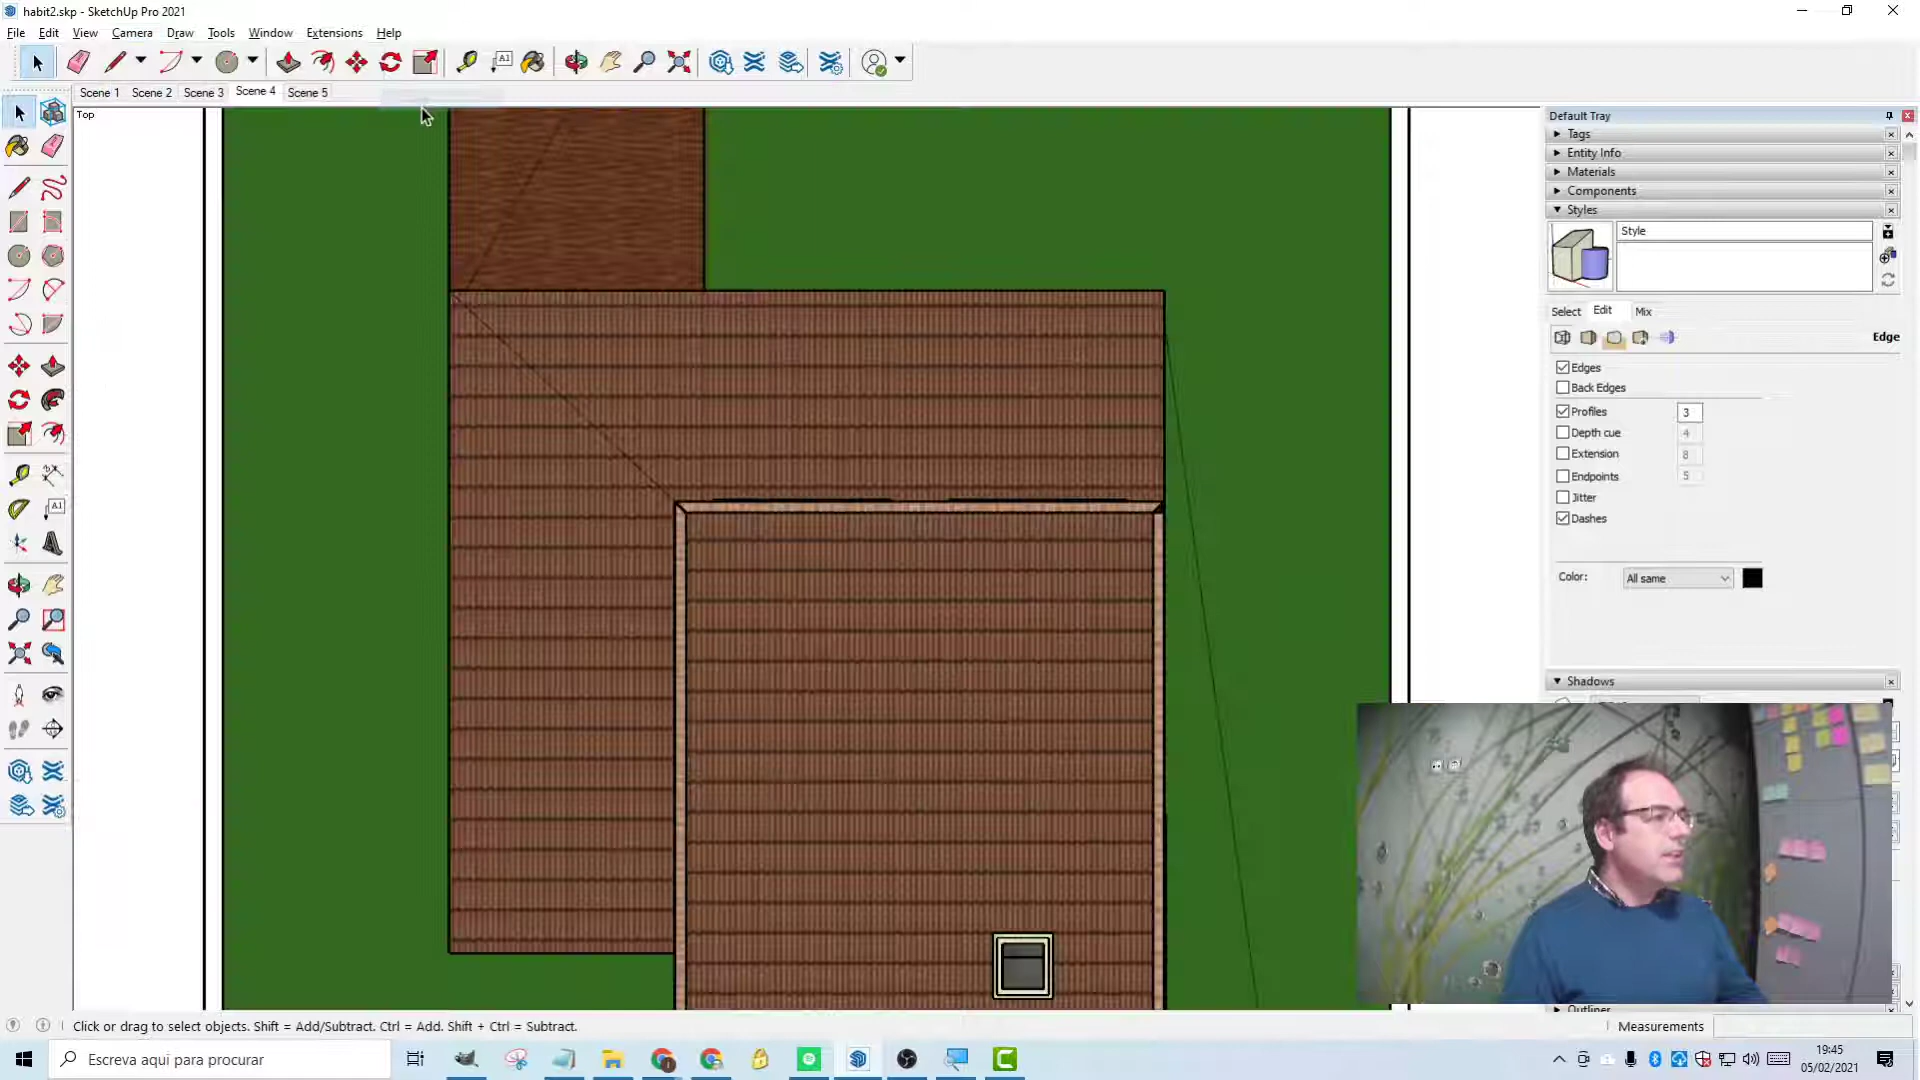 habit2.skp - SketchUp Pro 2021
File Edit View Camera Draw Tools Window Extensions Help
Scene 1 Scene 2 Scene 3 Scene 4 Scene 5
Top
Default Tray
Tags
Entity Info
Materials
Components
Styles
Style
Select Edit Mix
Edge
Edges
Back Edges
Profiles 3
Depth cue 4
Extension 8
Endpoints 5
Jitter
Dashes
Color: All same
Shadows
Outliner
Click or drag to select objects. Shift = Add/Subtract. Ctrl = Add. Shift + Ctrl = Subtract.
Measurements
Escreva aqui para procurar
19:45
05/02/2021